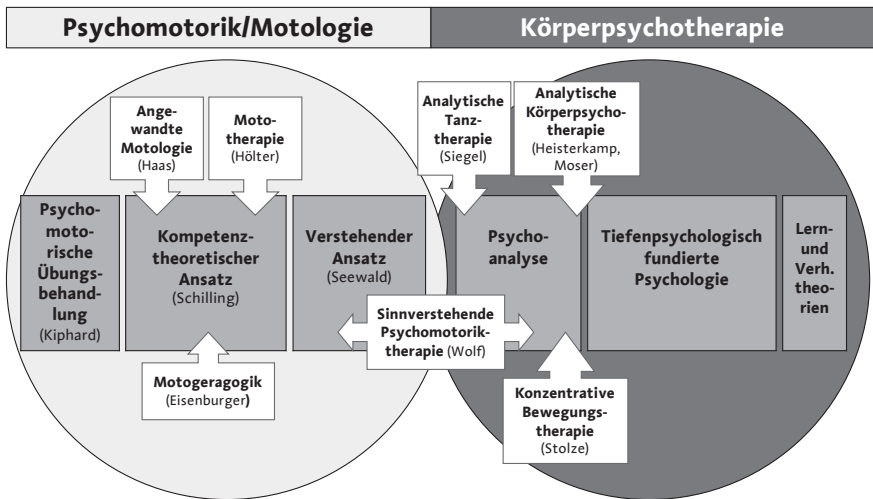 Psychomotorik/Motologie
Körperpsychotherapie
Ange-
wandte
Motologie
(Haas)
Moto-
therapie
(Hölter)
Analytische
Tanz-
therapie
(Siegel)
Analytische
Körperpsycho-
therapie
(Heisterkamp,
Moser)
Psycho-
moto-
rische
Übungs-
behand-
lung
(Kiphard)
Kompetenz-
theoretischer
Ansatz
(Schilling)
Verstehender
Ansatz
(Seewald)
Psycho-
analyse
Tiefenpsychologisch
fundierte
Psychologie
Lern-
und
Verh.
theo-
rien
Sinnverstehende
Psychomotorik-
therapie (Wolf)
Motogeragogik
(Eisenburger)
Konzentrative
Bewegungs-
therapie
(Stolze)